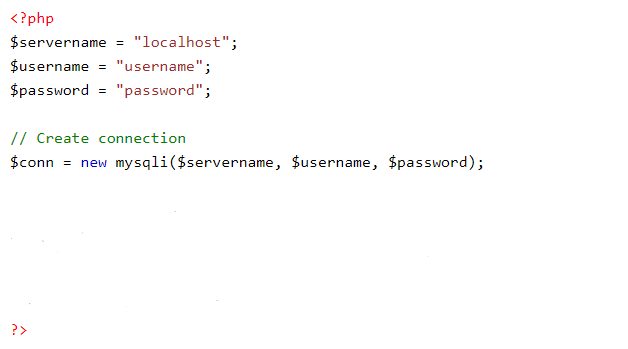 <?php
$servername = "localhost";
$username = "username";
$password = "password";
// Create connection
$conn = new mysqli($servername, $username, $password);
?>